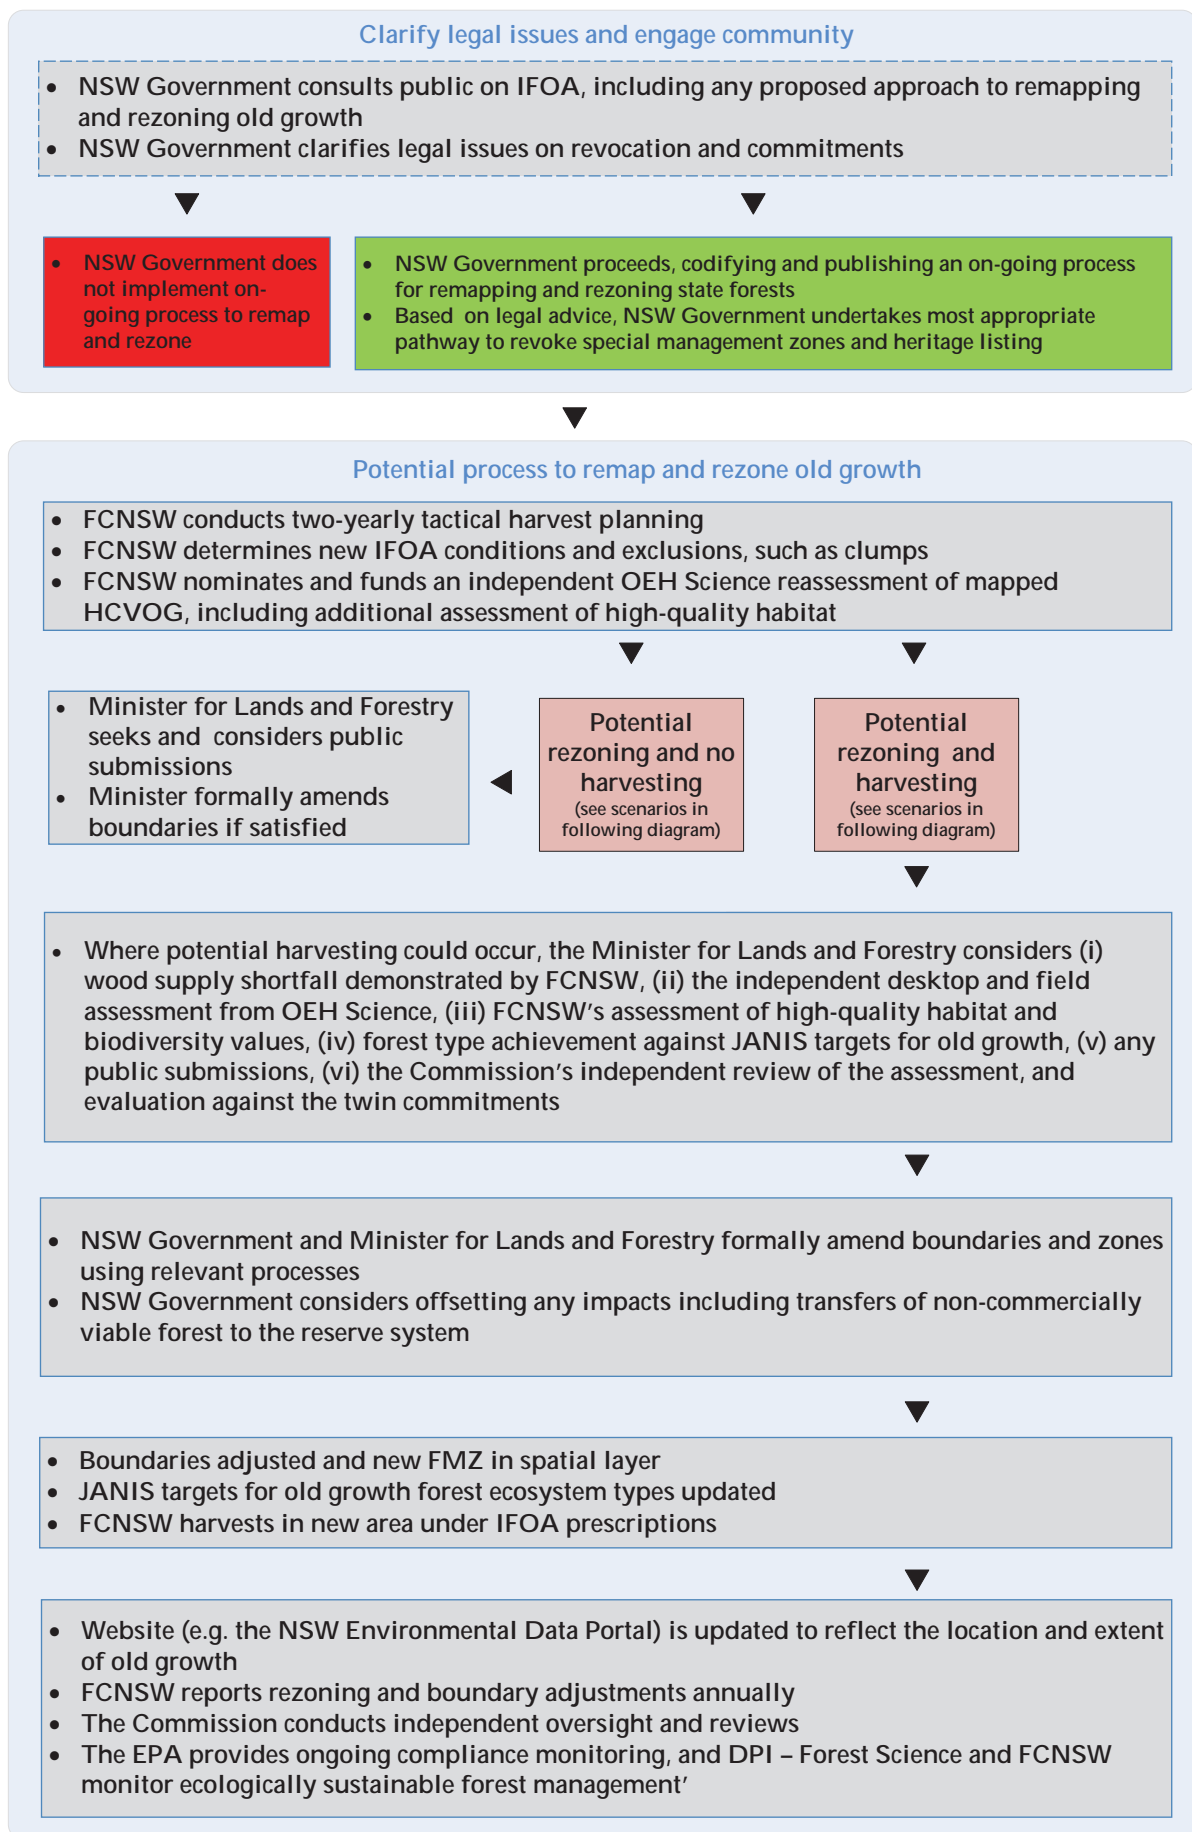 Clarify legal issues and engage community
• NSW Government consults public on IFOA, including any proposed approach to remapping
and rezoning old growth
• NSW Government clarifies legal issues on revocation and commitments
• NSW Government does
not implement on-
going process to remap
and rezone
• NSW Government proceeds, codifying and publishing an on-going process
for remapping and rezoning state forests
• Based on legal advice, NSW Government undertakes most appropriate
pathway to revoke special management zones and heritage listing
Potential process to remap and rezone old growth
• FCNSW conducts two-yearly tactical harvest planning
• FCNSW determines new IFOA conditions and exclusions, such as clumps
• FCNSW nominates and funds an independent OEH Science reassessment of mapped
HCVOG, including additional assessment of high-quality habitat
• Minister for Lands and Forestry
seeks and considers public
submissions
• Minister formally amends
boundaries if satisfied
Potential
rezoning and no
harvesting
(see scenarios in
following diagram)
Potential
rezoning and
harvesting
(see scenarios in
following diagram)
• Where potential harvesting could occur, the Minister for Lands and Forestry considers (i)
wood supply shortfall demonstrated by FCNSW, (ii) the independent desktop and field
assessment from OEH Science, (iii) FCNSW's assessment of high-quality habitat and
biodiversity values, (iv) forest type achievement against JANIS targets for old growth, (v) any
public submissions, (vi) the Commission's independent review of the assessment, and
evaluation against the twin commitments
• NSW Government and Minister for Lands and Forestry formally amend boundaries and zones
using relevant processes
• NSW Government considers offsetting any impacts including transfers of non-commercially
viable forest to the reserve system
• Boundaries adjusted and new FMZ in spatial layer
• JANIS targets for old growth forest ecosystem types updated
• FCNSW harvests in new area under IFOA prescriptions
• Website (e.g. the NSW Environmental Data Portal) is updated to reflect the location and extent
of old growth
• FCNSW reports rezoning and boundary adjustments annually
• The Commission conducts independent oversight and reviews
• The EPA provides ongoing compliance monitoring, and DPI – Forest Science and FCNSW
monitor ecologically sustainable forest management'